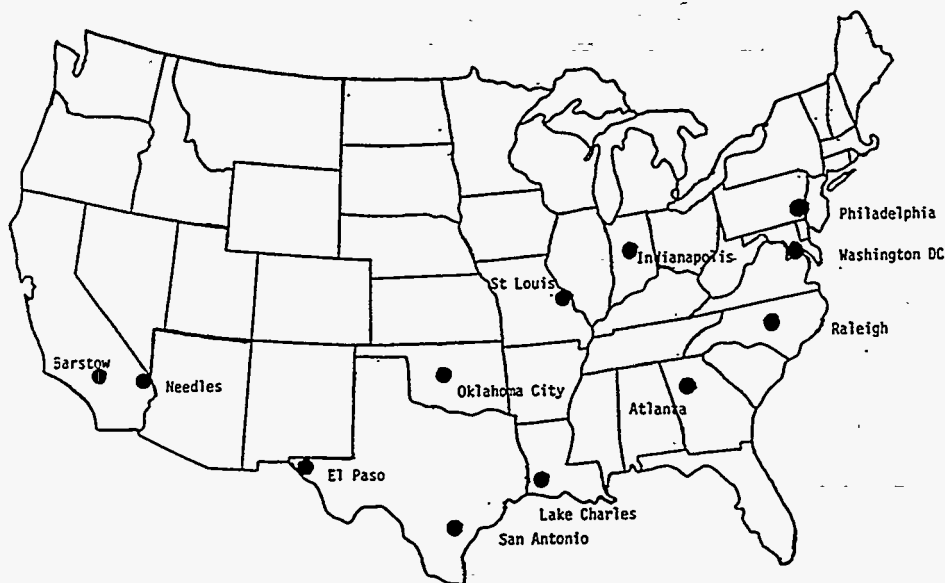 Philadelphia
Indianapolis
Washington DC
St Louis
Raleigh
Barstow
Needles
Oklahoma City
Atlanta
El Paso
Lake Charles
San Antonio